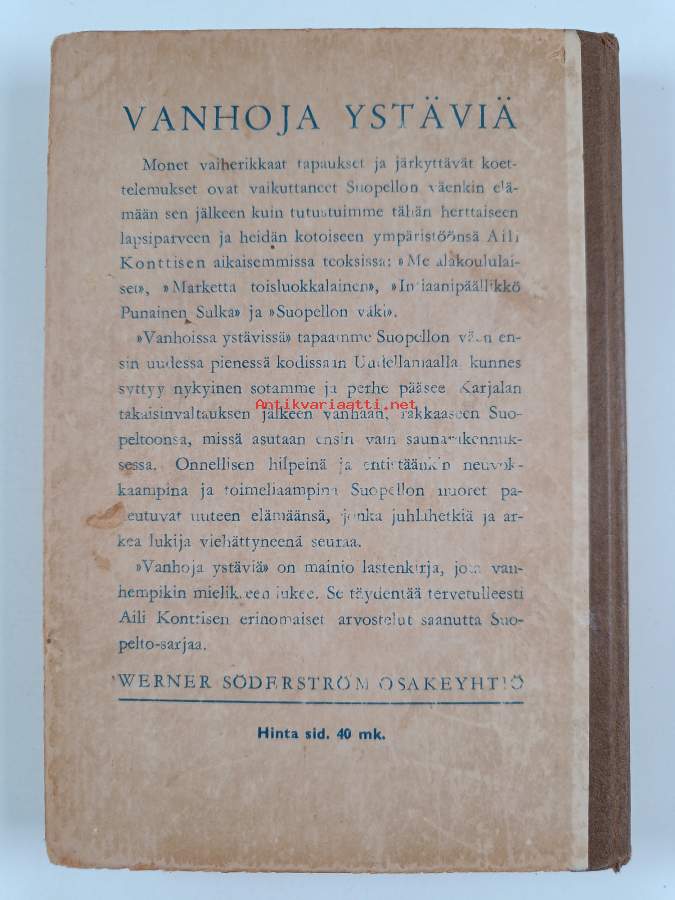 VANHOJA YSTÄVIÄ
Monet vaiherikkaat tapaukset ja järkyttävät koet-
telemukset ovat vaikuttaneet Suopellon väenkin elä-
mään sen jälkeen kuin tutustuimme tähän herttaiseen
lapsiparveen ja heidän kotoiseen ympäristöönsä Aili
Konttisen aikaisemmissa teoksissa: »Me alakoululai-
set», »Marketta toisluokkalainen», »Intiaanipäällikkö
Punainen Sulka» ja »Suopellon väki».
»Vanhoissa ystävissä» tapaamme Suopellon väen en-
sin uudessa pienessä kodissaan Uudellamaalla, kunnes
syttyy nykyinen sotamme ja perhe pääsee Karjalan
takaisinvaltauksen jälkeen vanhaan, rakkaaseen Suo-
Antikvariaatti.net
peltoonsa, missä asutaan ensin vain saunarakennuk-
sessa. Onnellisen hilpeinä ja entistäänkin neuvok-
kaampina ja toimeliaampina Suopellon nuoret pa-
neutuvat uuteen elämäänsä, jonka juhlahetkiä ja ar-
kea lukija viehättyneenä seuraa.
»Vanhoja ystäviä» on mainio lastenkirja, jota van-
hempikin mielikseen lukee. Se täydentää tervetulleesti
Aili Konttisen erinomaiset arvostelut saanutta Suo-
pelto-sarjaa.
WERNER SÖDERSTRÖM OSAKEYHTIÖ
Hinta sid. 40 mk.